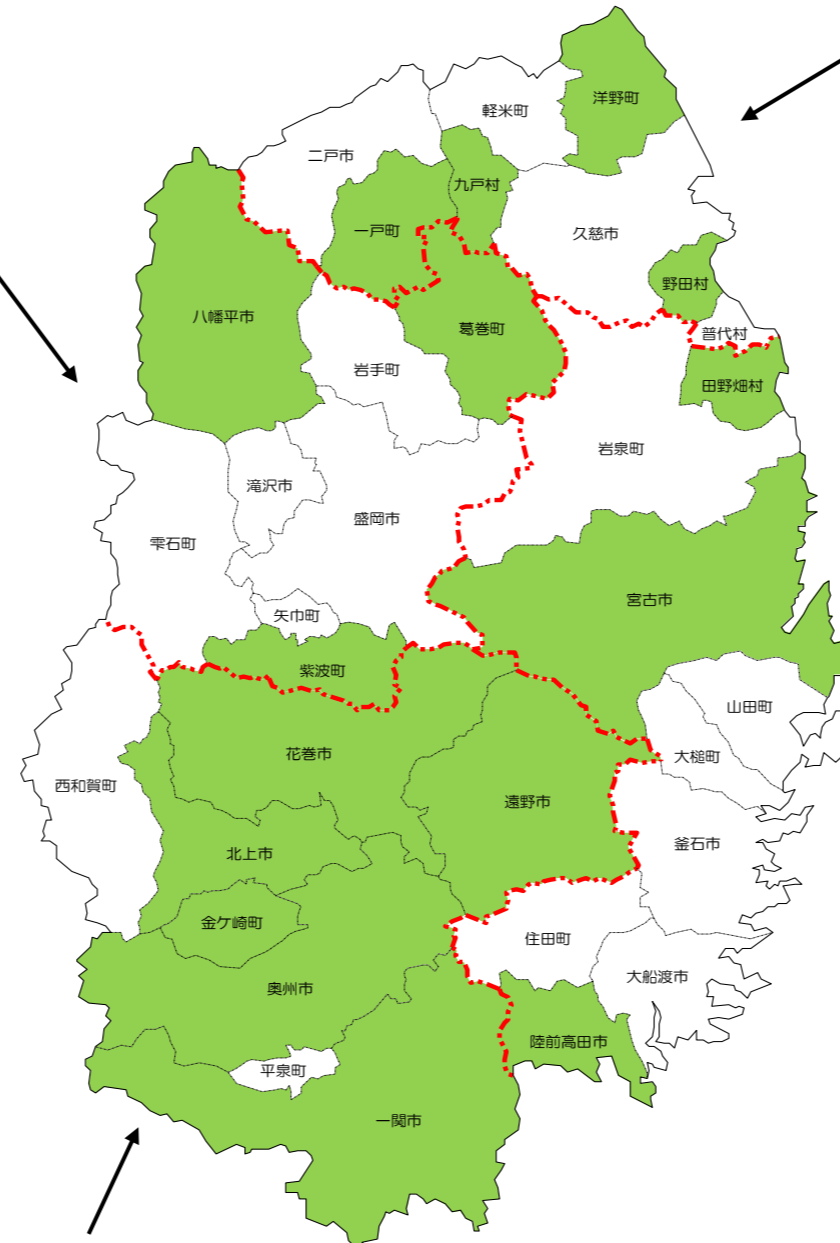 洋野町
軽米町
二戸市
九戸村
一戸町
久慈市
野田村
八幡平市
葛巻町
普代村
岩手町
田野畑村
岩泉町
滝沢市
盛岡市
雫石町
宮古市
矢巾町
紫波町
山田町
花巻市
大槌町
西和賀町
遠野市
釜石市
北上市
金ケ崎町
住田町
大船渡市
奥州市
陸前高田市
平泉町
一関市